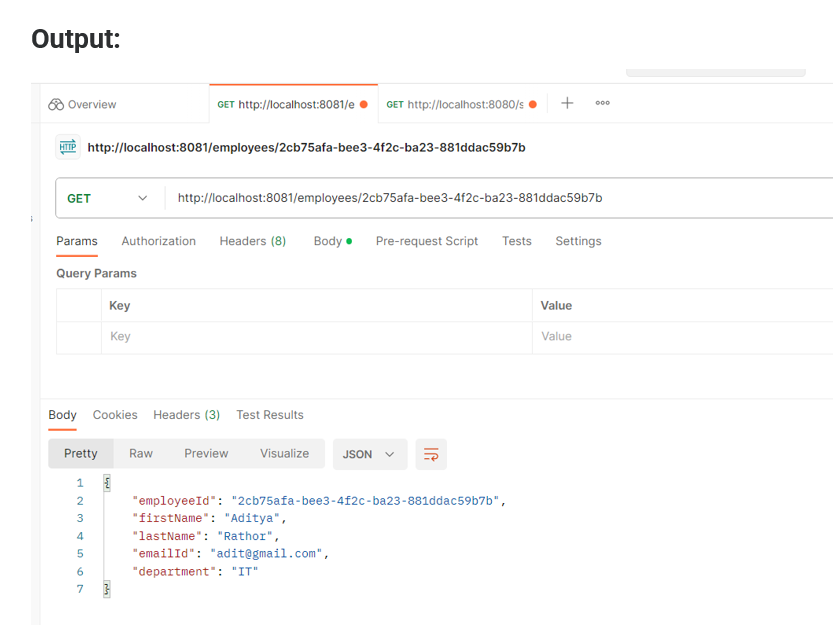 Output:
Overview
GET http://localhost:8081/e
GET http://localhost:8080/s
HTTP http://localhost:8081/employees/2cb75afa-bee3-4f2c-ba23-881ddac59b7b
GET http://localhost:8081/employees/2cb75afa-bee3-4f2c-ba23-881ddac59b7b
Params Authorization Headers (8) Body Pre-request Script Tests Settings
Query Params
Key Value
Key Value
Body Cookies Headers (3) Test Results
Pretty Raw Preview Visualize JSON
1 {
2 "employeeId": "2cb75afa-bee3-4f2c-ba23-881ddac59b7b",
3 "firstName": "Aditya",
4 "lastName": "Rathor",
5 "emailId": "adit@gmail.com",
6 "department": "IT"
7 }